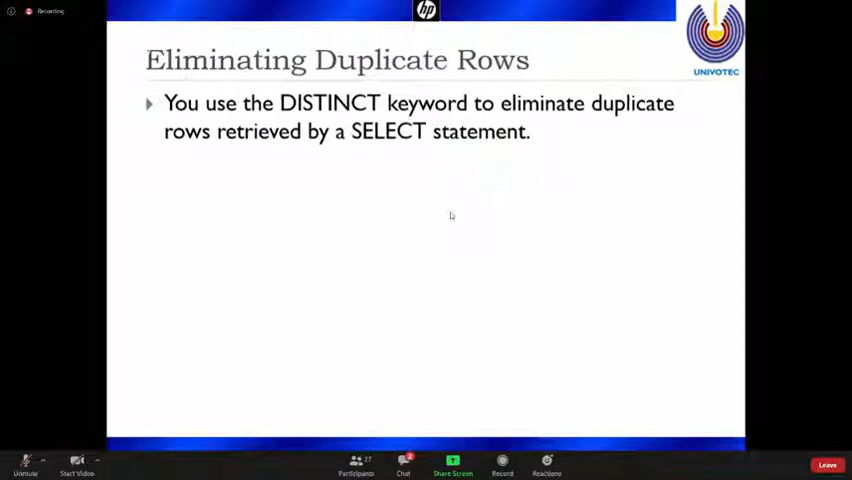 Recording
hp
UNIVOTEC
Eliminating Duplicate Rows
You use the DISTINCT keyword to eliminate duplicate
rows retrieved by a SELECT statement.
Unmute
Start Video
27
Participants
2
Chat
Share Screen
Record
Reactions
Leave